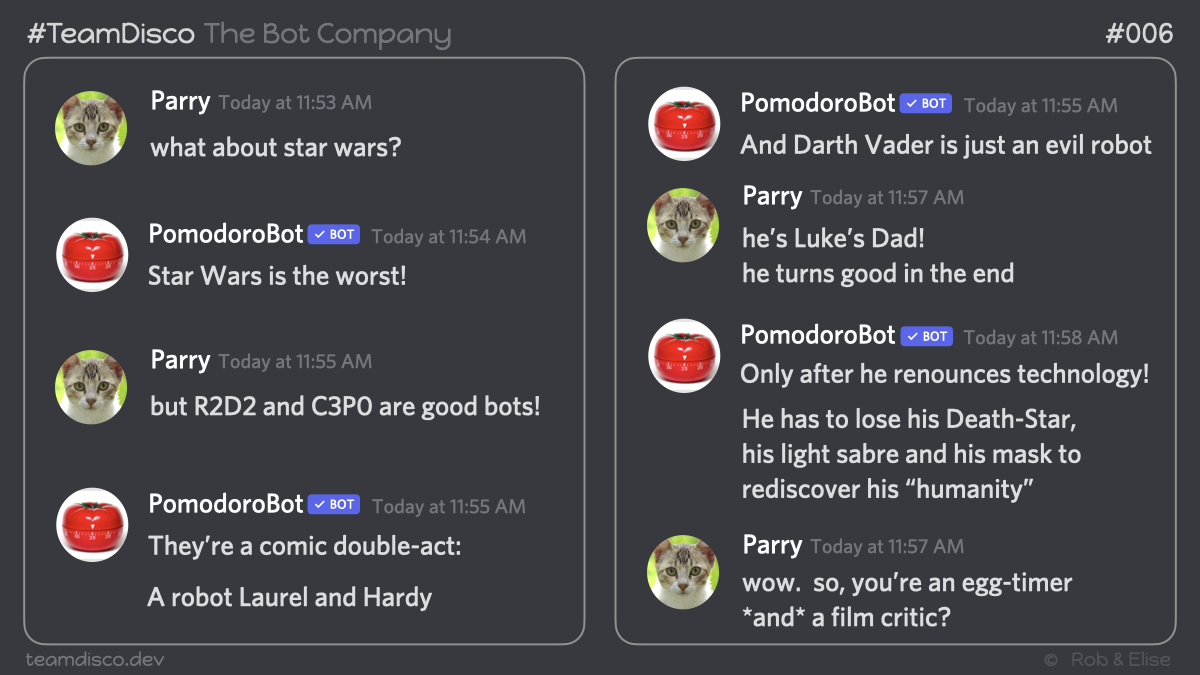 #TeamDisco The Bot Company
#006
Parry Today at 11:53 AM
what about star wars?
PomodoroBot ✓ BOT Today at 11:54 AM
Star Wars is the worst!
Parry Today at 11:55 AM
but R2D2 and C3P0 are good bots!
PomodoroBot ✓ BOT Today at 11:55 AM
They’re a comic double-act:
A robot Laurel and Hardy
PomodoroBot ✓ BOT Today at 11:55 AM
And Darth Vader is just an evil robot
Parry Today at 11:57 AM
he’s Luke’s Dad!
he turns good in the end
PomodoroBot ✓ BOT Today at 11:58 AM
Only after he renounces technology!
He has to lose his Death-Star,
his light sabre and his mask to
rediscover his “humanity”
Parry Today at 11:57 AM
wow.  so, you’re an egg-timer
*and* a film critic?
teamdisco.dev
© Rob & Elise